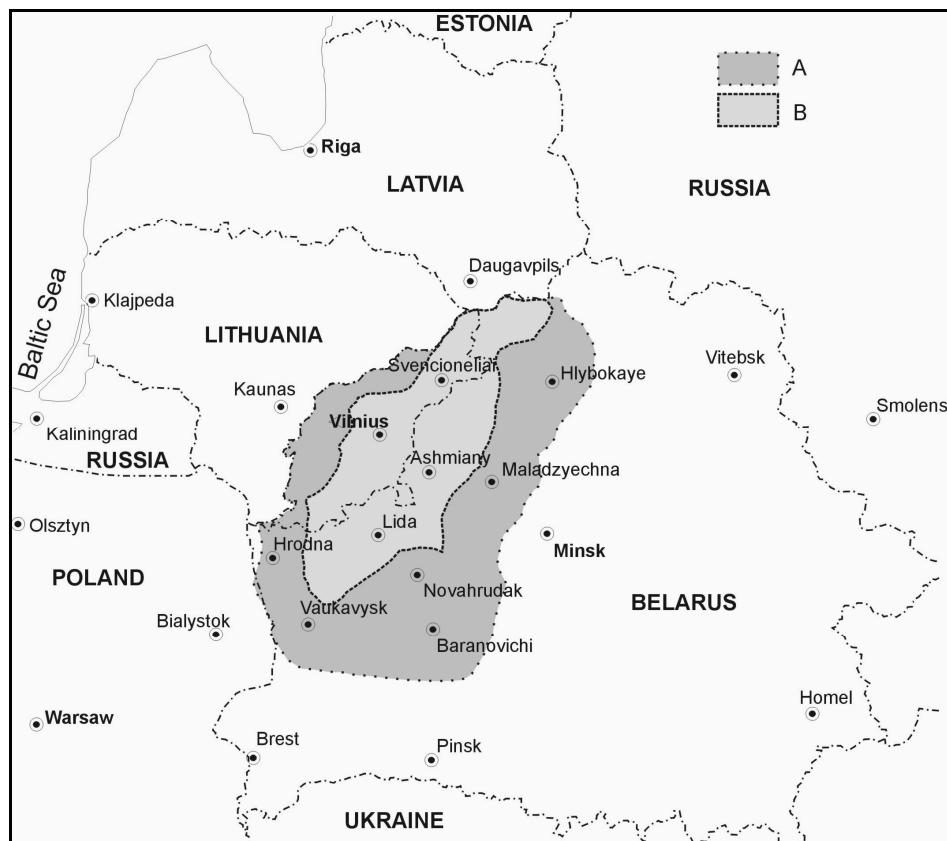 ESTONIA
A
B
Riga
LATVIA
RUSSIA
Daugavpils
Baltic Sea
Klajpeda
LITHUANIA
Svencioneliai
Hlybokaye
Vitebsk
Kaunas
Vilnius
Smolens
Kaliningrad
RUSSIA
Ashmiany
Maladzyechna
Olsztyn
Lida
Hrodna
Minsk
POLAND
Novahrudak
BELARUS
Vaukavysk
Bialystok
Baranovichi
Homel
Warsaw
Brest
Pinsk
UKRAINE